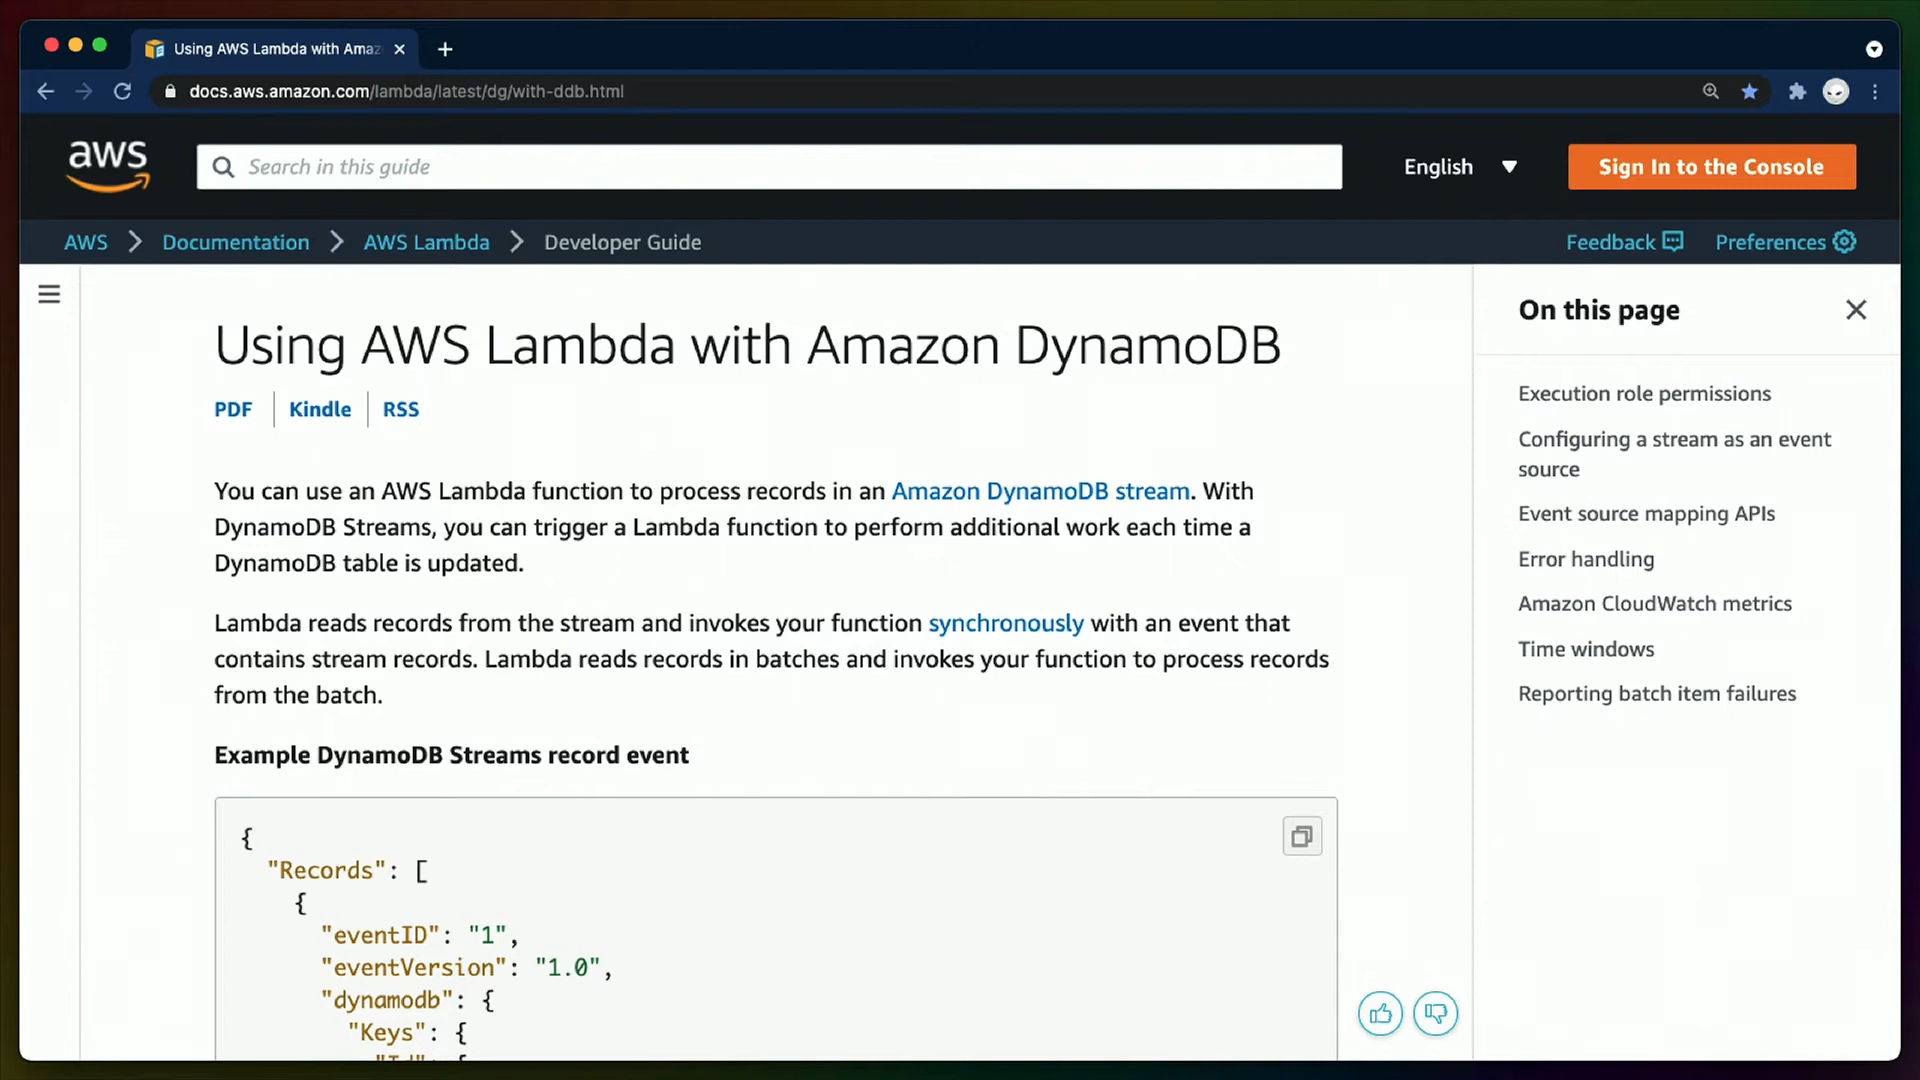 Using AWS Lambda with Amaz
docs.aws.amazon.com/lambda/latest/dg/with-ddb.html
aws
Search in this guide
English
Sign In to the Console
AWS
Documentation
AWS Lambda
Developer Guide
Feedback
Preferences
Using AWS Lambda with Amazon DynamoDB
PDF
Kindle
RSS
You can use an AWS Lambda function to process records in an Amazon DynamoDB stream. With
DynamoDB Streams, you can trigger a Lambda function to perform additional work each time a
DynamoDB table is updated.
Lambda reads records from the stream and invokes your function synchronously with an event that
contains stream records. Lambda reads records in batches and invokes your function to process records
from the batch.
Example DynamoDB Streams record event
{
"Records": [
{
"eventID": "1",
"eventVersion": "1.0",
"dynamodb": {
"Keys": {
"Id": {
On this page
Execution role permissions
Configuring a stream as an event
source
Event source mapping APIs
Error handling
Amazon CloudWatch metrics
Time windows
Reporting batch item failures